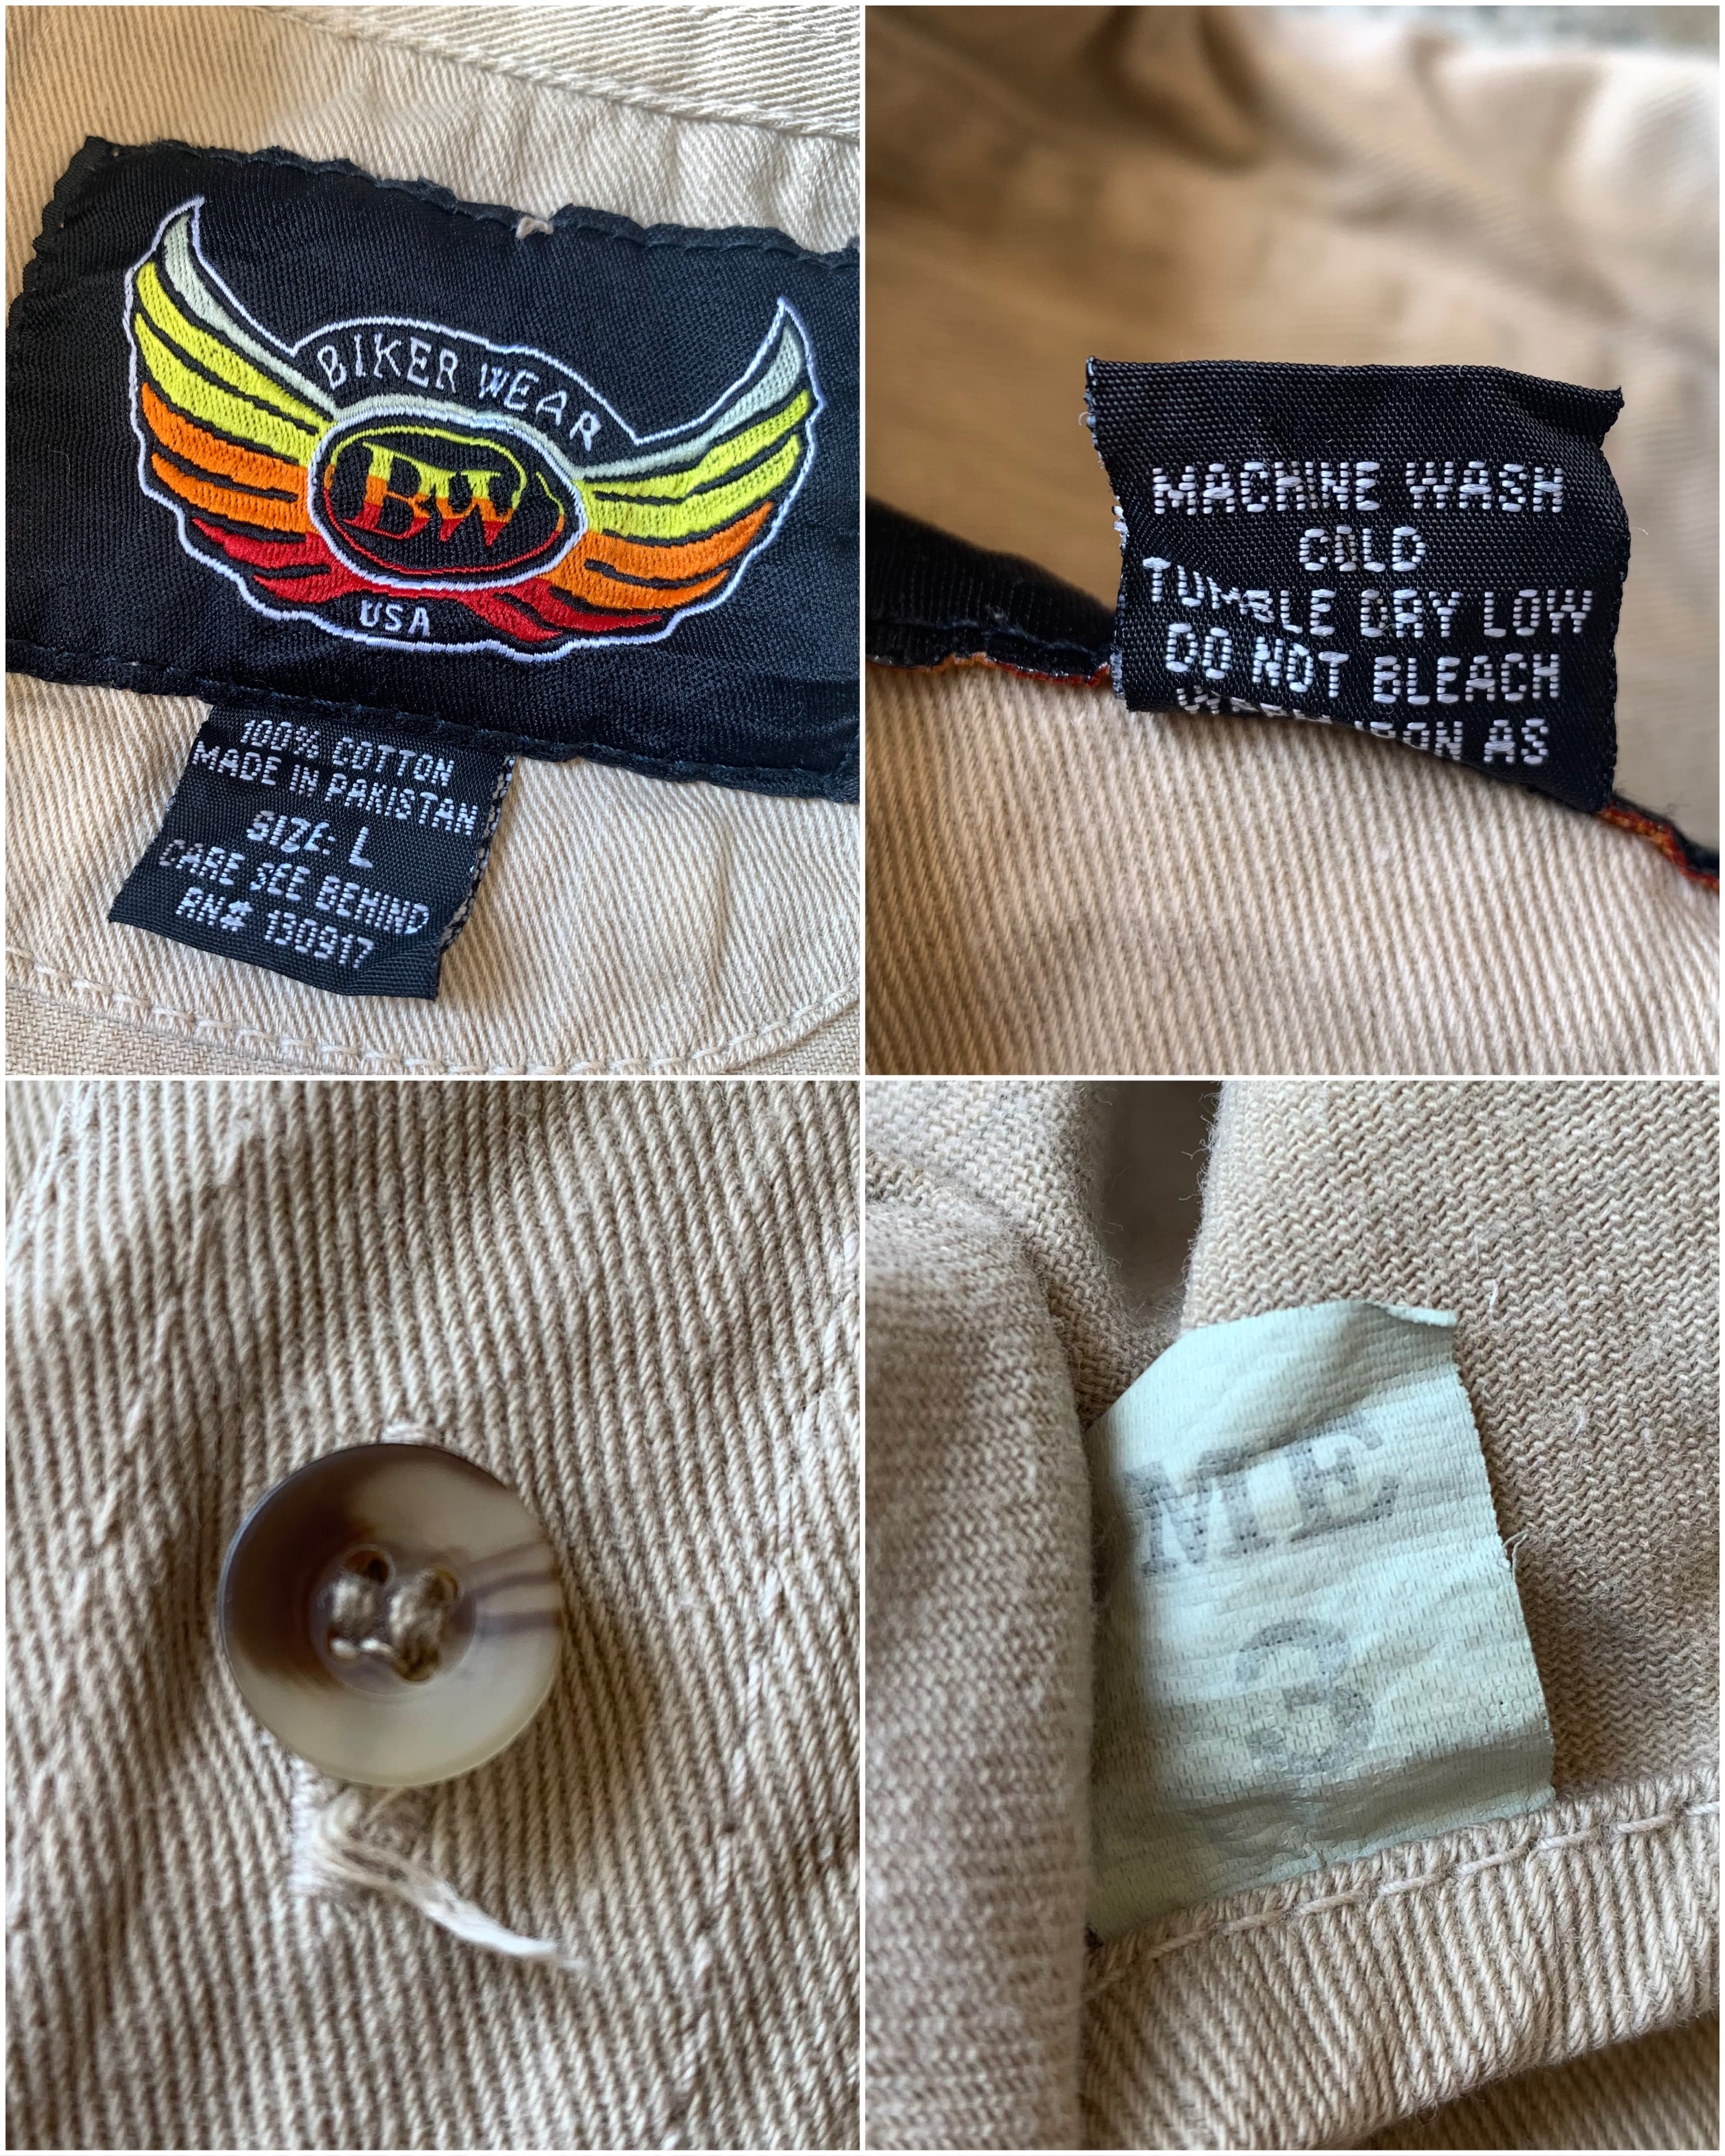 BIKER WEAR
BW
USA
100% COTTON
MADE IN PAKISTAN
SIZE: L
CARE SEE BEHIND
RN# 130917
MACHINE WASH
COLD
TUMBLE DRY LOW
DO NOT BLEACH
IRON AS
ME
3